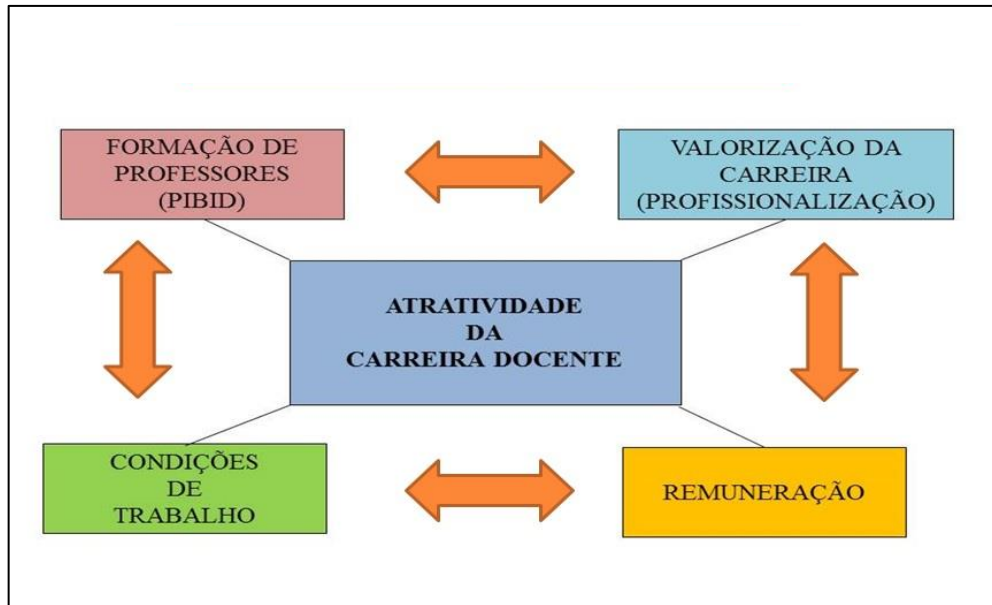 FORMAÇÃO DE
PROFESSORES
(PIBID)
VALORIZAÇÃO DA
CARREIRA
(PROFISSIONALIZAÇÃO)
ATRATIVIDADE
DA
CARREIRA DOCENTE
CONDIÇÕES
DE
TRABALHO
REMUNERAÇÃO